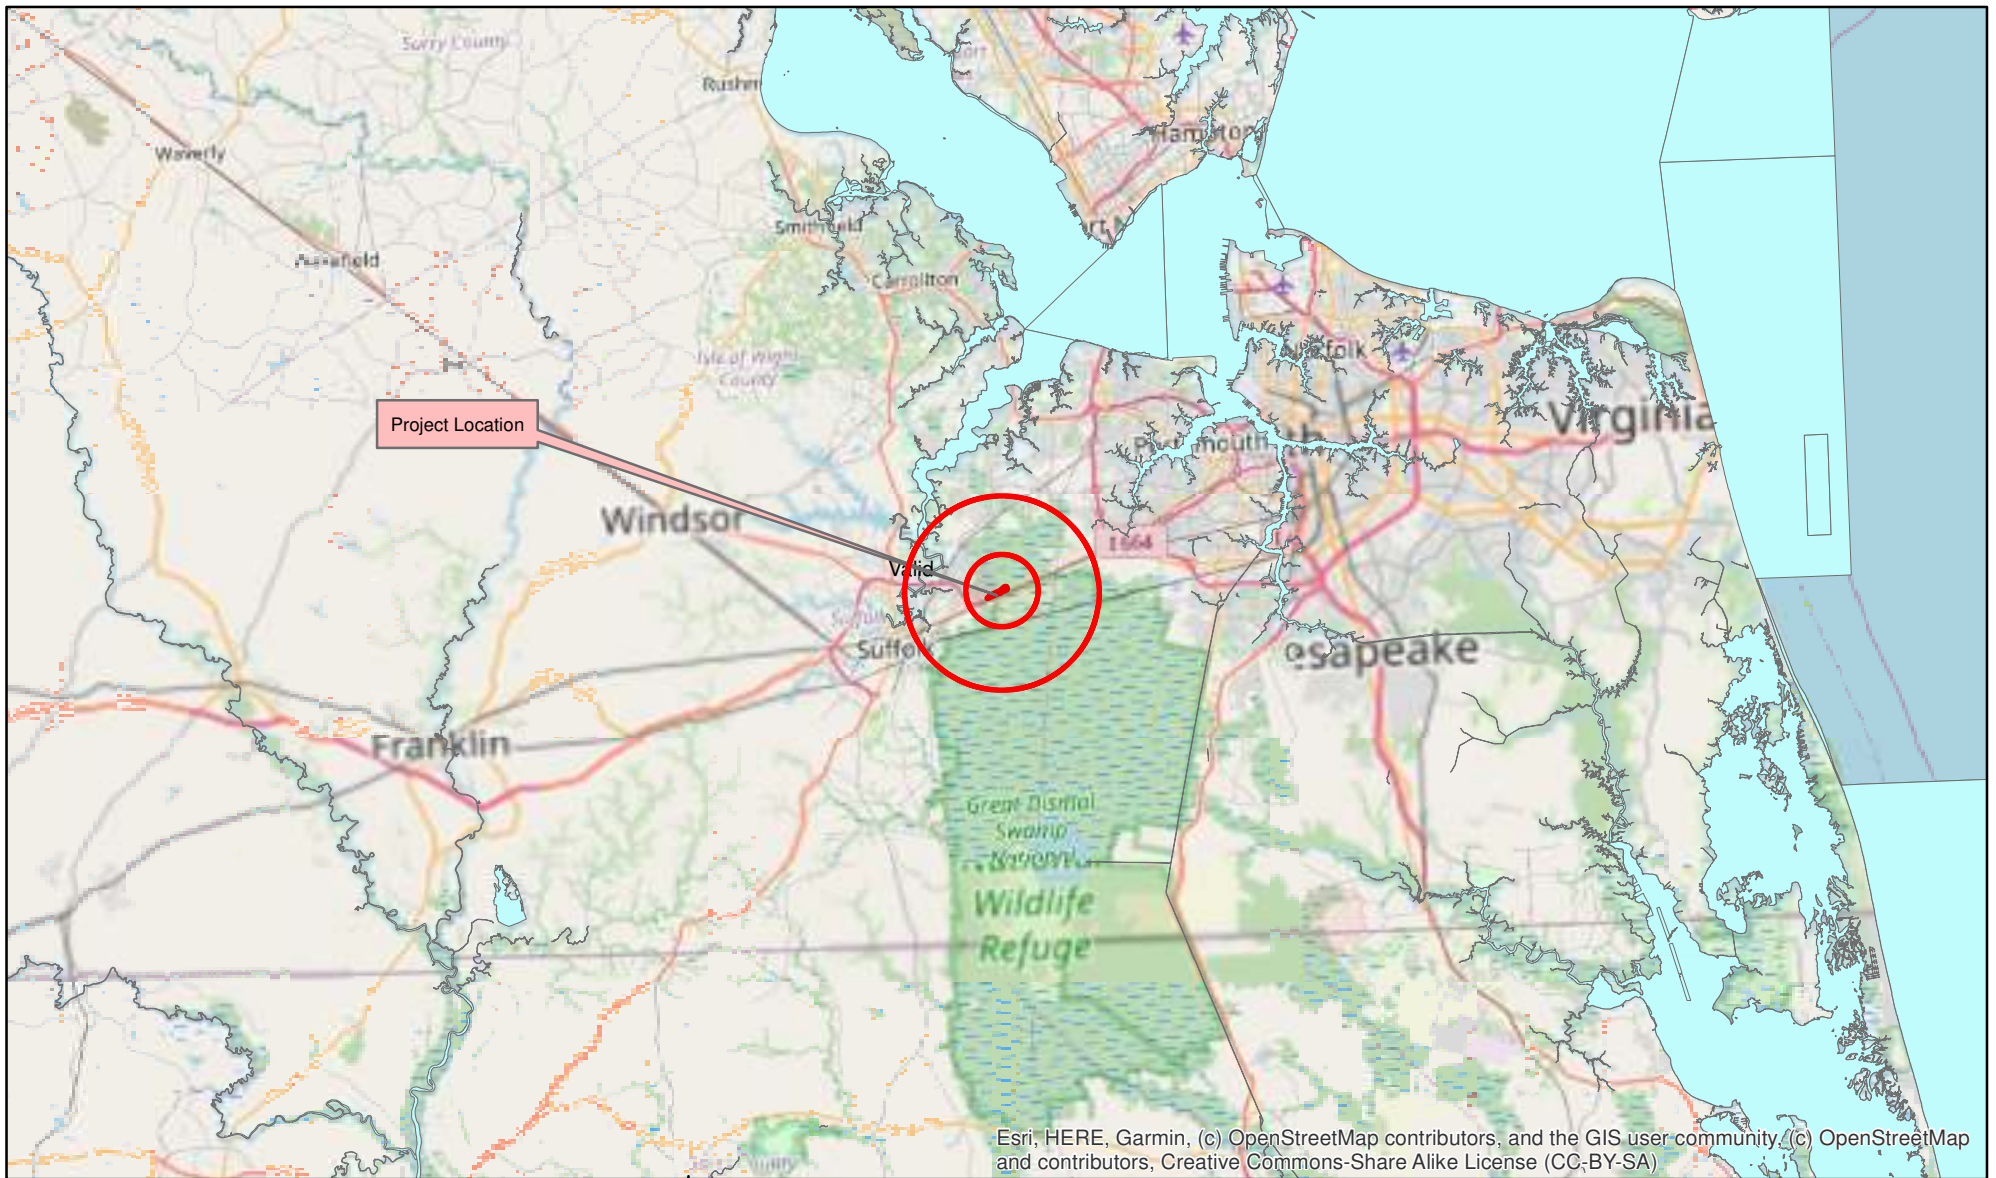 Surry County
Waverly
Smithfield
Carrollton
Isle of Wight
County
Norfolk
Project Location
Virginia
Windsor
I 664
Valid
Suffolk
esapeake
Franklin
Great Dismal
Swamp
National
Wildlife
Refuge
Esri, HERE, Garmin, (c) OpenStreetMap contributors, and the GIS user community, (c) OpenStreetMap
and contributors, Creative Commons-Share Alike License (CC-BY-SA)